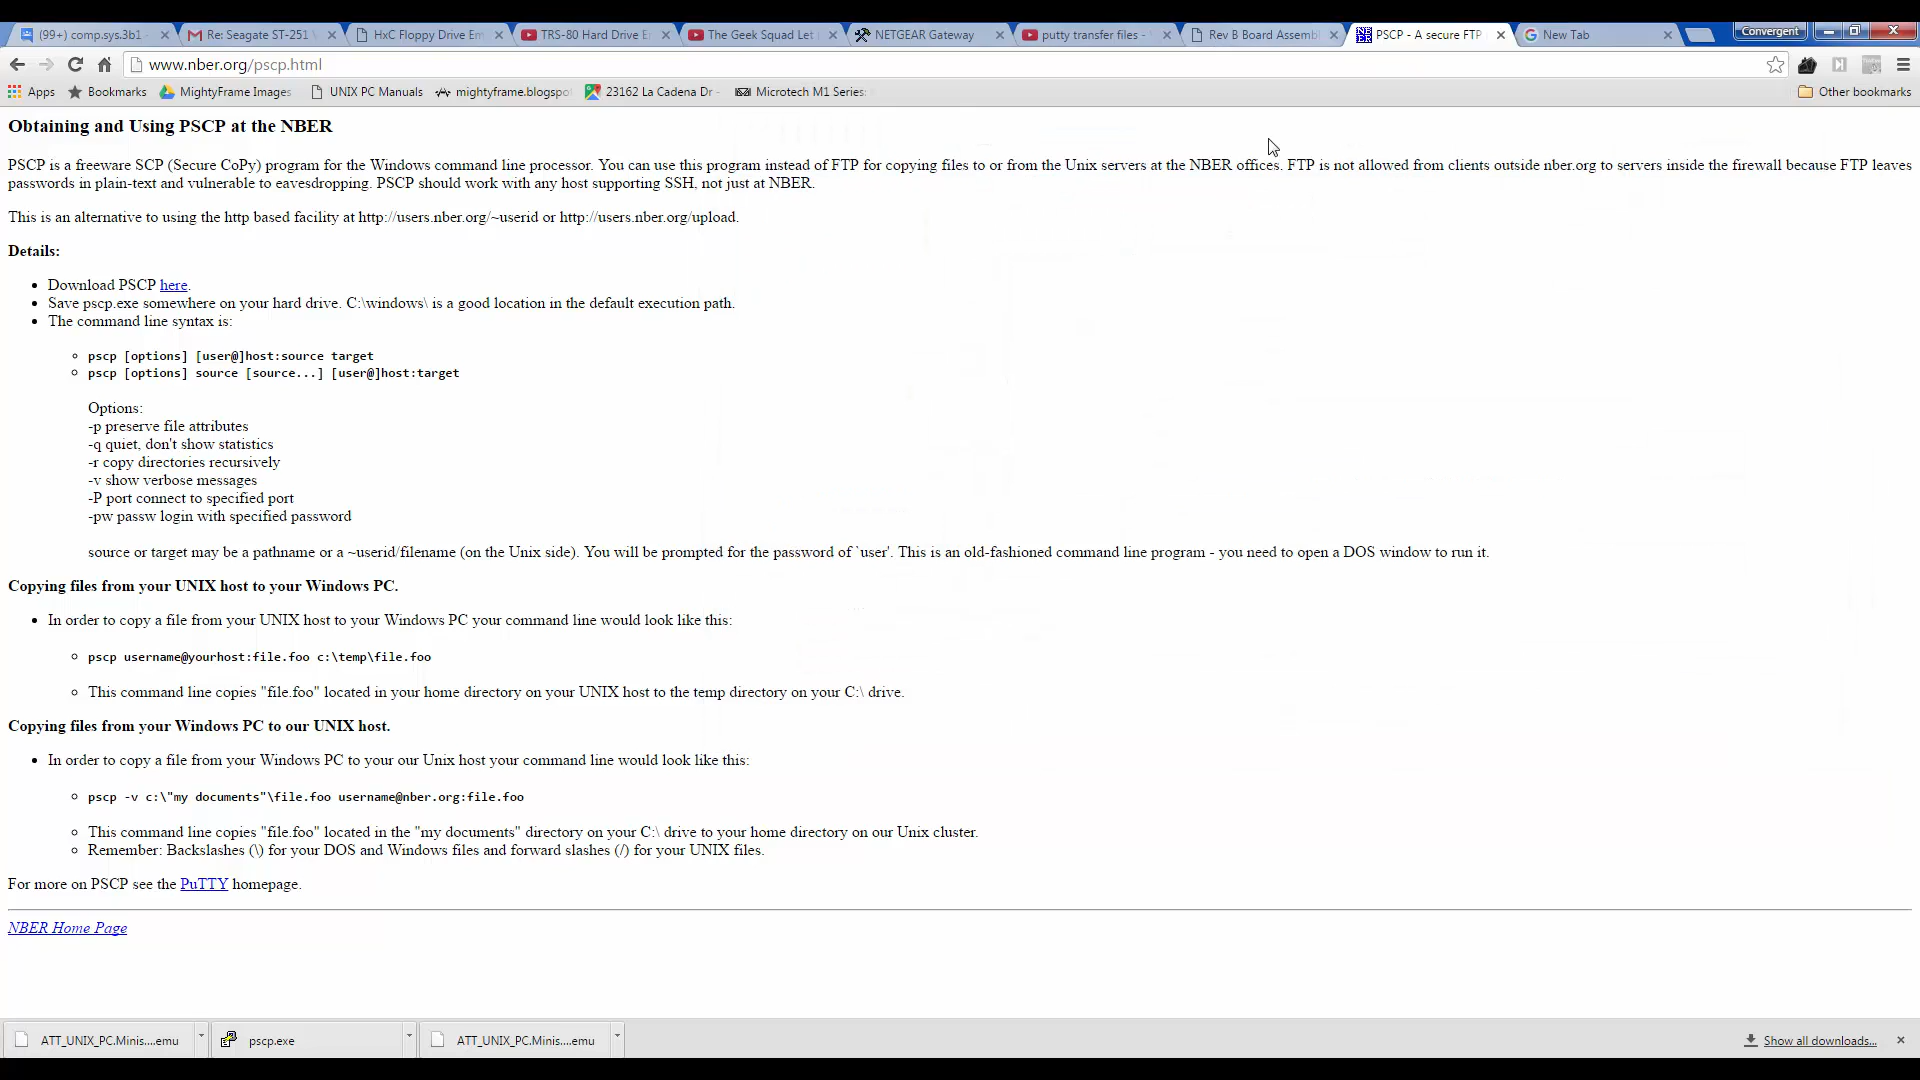 (99+) comp.sys.3b1 -
Re: Seagate ST-251
HxC Floppy Drive Em
TRS-80 Hard Drive E
The Geek Squad Let
NETGEAR Gateway
putty transfer files -
Rev B Board Assembl
PSCP - A secure FTP
New Tab
Convergent
www.nber.org/pscp.html
Apps
Bookmarks
MightyFrame Images
UNIX PC Manuals
mightyframe.blogspo
23162 La Cadena Dr -
Microtech M1 Series:
Other bookmarks
Obtaining and Using PSCP at the NBER
PSCP is a freeware SCP (Secure CoPy) program for the Windows command line processor. You can use this program instead of FTP for copying files to or from the Unix servers at the NBER offices. FTP is not allowed from clients outside nber.org to servers inside the firewall because FTP leaves
passwords in plain-text and vulnerable to eavesdropping. PSCP should work with any host supporting SSH, not just at NBER.
This is an alternative to using the http based facility at http://users.nber.org/~userid or http://users.nber.org/upload.
Details:
Download PSCP here.
Save pscp.exe somewhere on your hard drive. C:\windows\ is a good location in the default execution path.
The command line syntax is:
pscp [options] [user@]host:source target
pscp [options] source [source...] [user@]host:target
Options:
-p preserve file attributes
-q quiet, don't show statistics
-r copy directories recursively
-v show verbose messages
-P port connect to specified port
-pw passw login with specified password
source or target may be a pathname or a ~userid/filename (on the Unix side). You will be prompted for the password of `user'. This is an old-fashioned command line program - you need to open a DOS window to run it.
Copying files from your UNIX host to your Windows PC.
In order to copy a file from your UNIX host to your Windows PC your command line would look like this:
pscp username@yourhost:file.foo c:\temp\file.foo
This command line copies "file.foo" located in your home directory on your UNIX host to the temp directory on your C:\ drive.
Copying files from your Windows PC to our UNIX host.
In order to copy a file from your Windows PC to your our Unix host your command line would look like this:
pscp -v c:\"my documents"\file.foo username@nber.org:file.foo
This command line copies "file.foo" located in the "my documents" directory on your C:\ drive to your home directory on our Unix cluster.
Remember: Backslashes (\) for your DOS and Windows files and forward slashes (/) for your UNIX files.
For more on PSCP see the PuTTY homepage.
NBER Home Page
ATT_UNIX_PC.Minis....emu
pscp.exe
ATT_UNIX_PC.Minis....emu
Show all downloads...